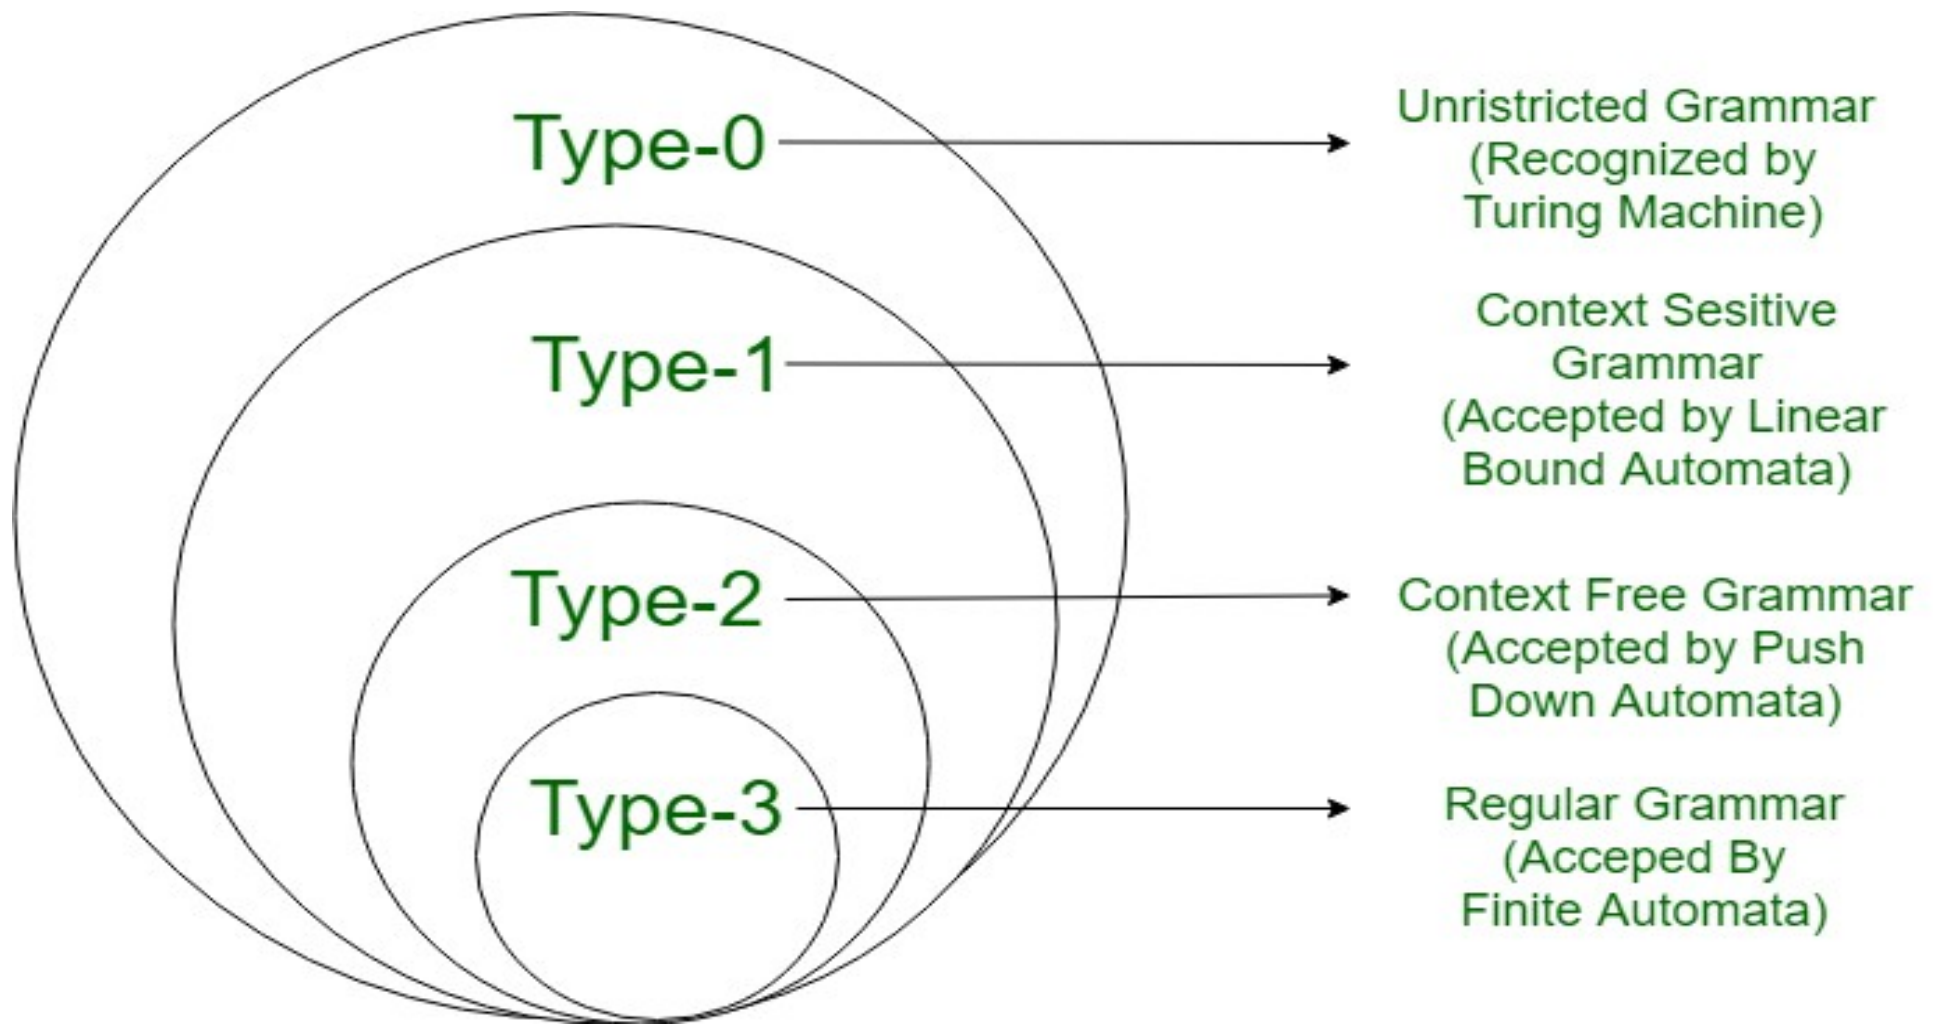 Type-0
Unristricted Grammar
(Recognized by
Turing Machine)
Type-1
Context Sesitive
Grammar
(Accepted by Linear
Bound Automata)
Type-2
Context Free Grammar
(Accepted by Push
Down Automata)
Type-3
Regular Grammar
(Acceped By
Finite Automata)